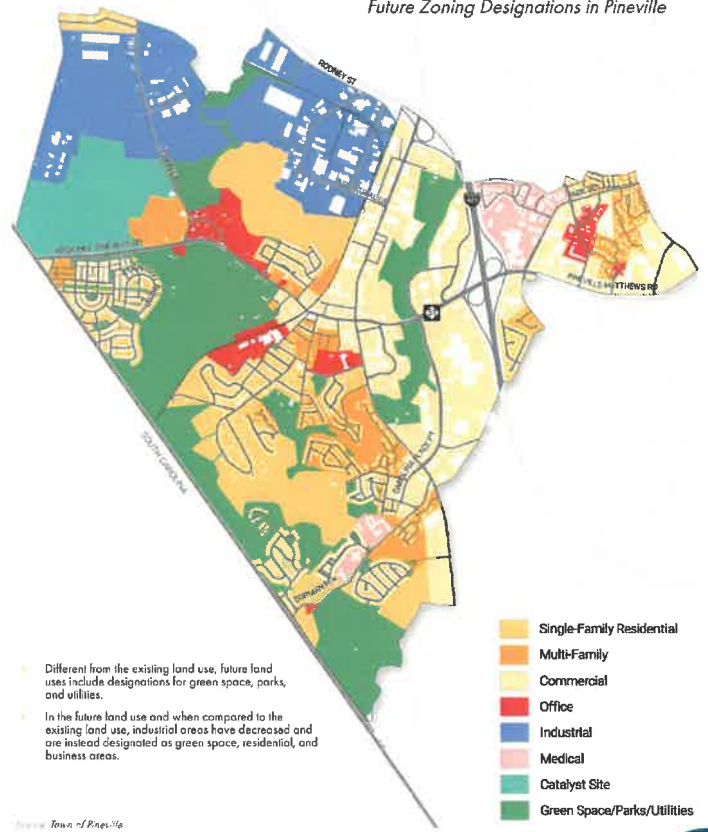 Future Zoning Designations in Pineville
RODNEY ST
PINEVILLE-MATTHEWS RD
SOUTH CAROLINA
CAROLINA PLACE PY
Single-Family Residential
Multi-Family
Commercial
Office
Industrial
Medical
Catalyst Site
Green Space/Parks/Utilities
Different from the existing land use, future land
uses include designations for green space, parks,
and utilities.
In the future land use and when compared to the
existing land use, industrial areas have decreased and
are instead designated as green space, residential, and
business areas.
Town of Pineville